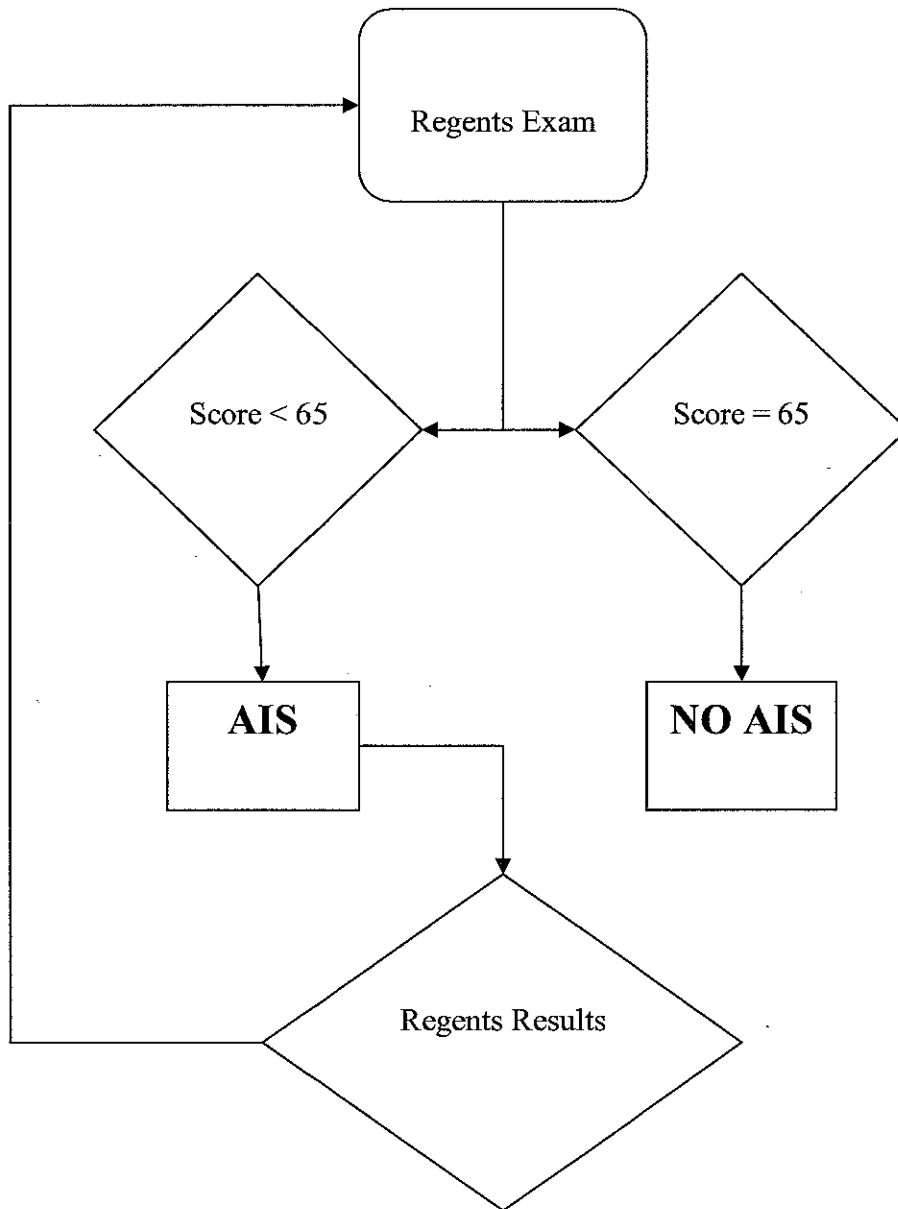 Regents Exam
Score < 65
Score = 65
AIS
NO AIS
Regents Results